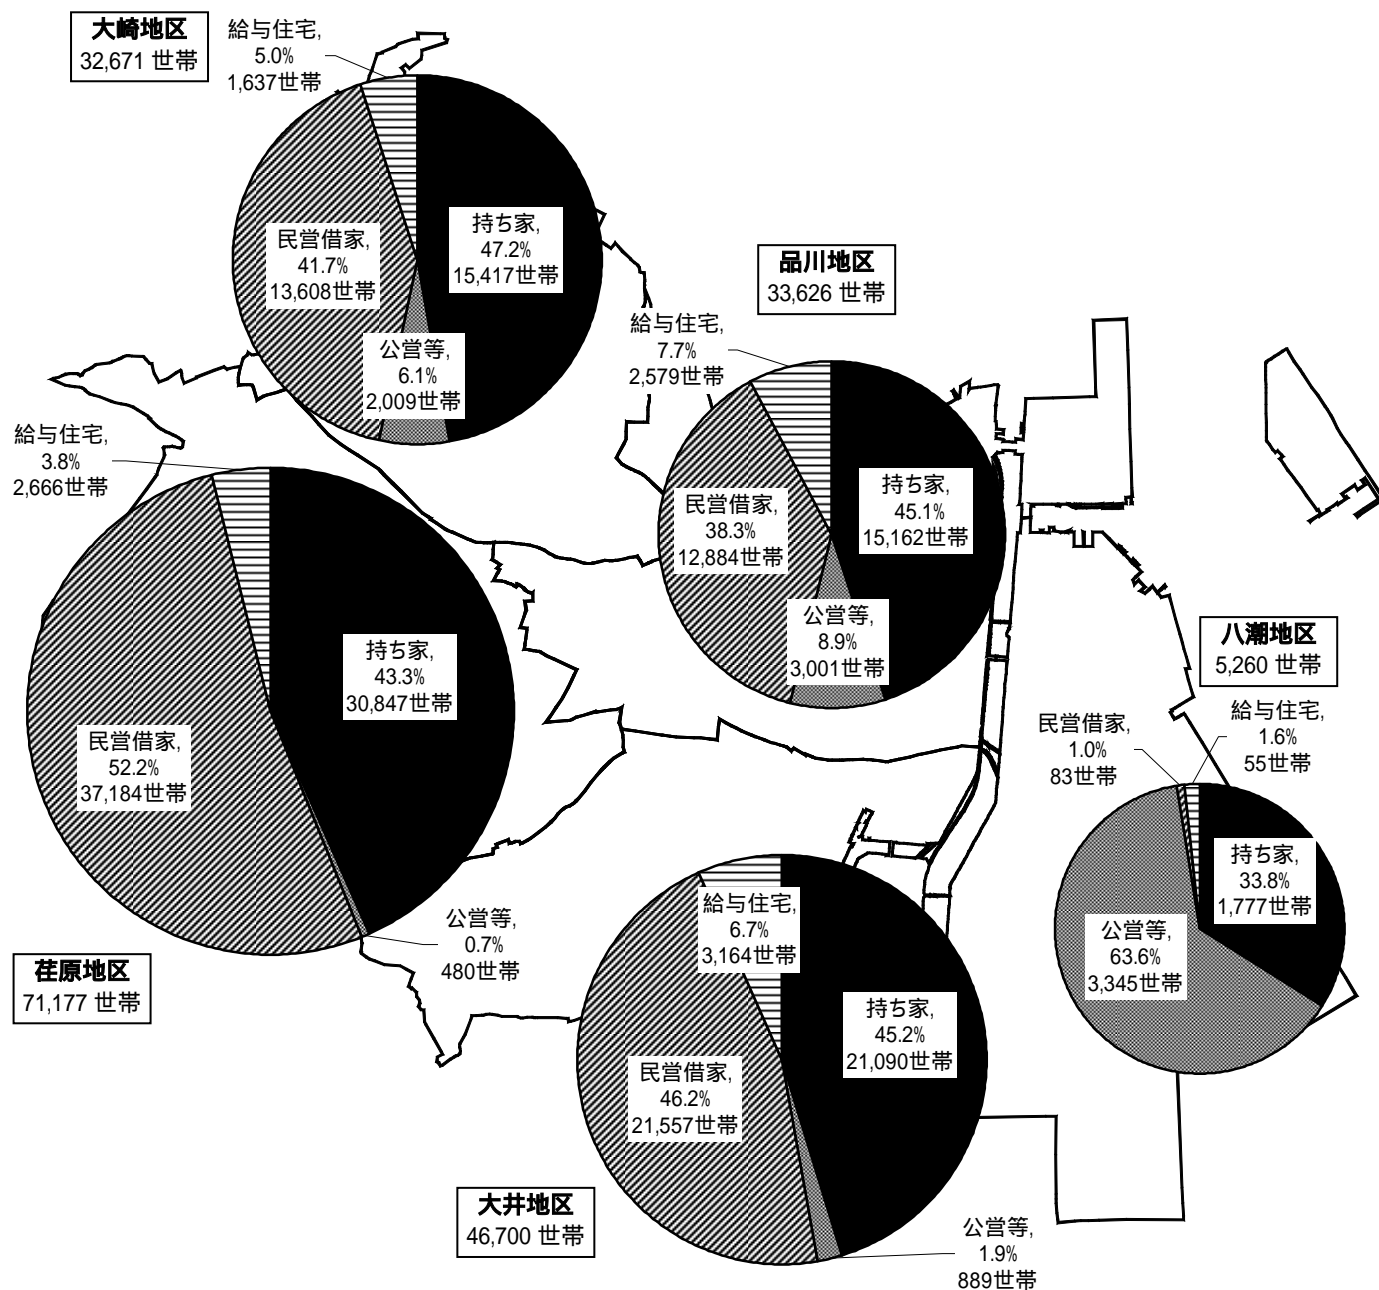 大崎地区
32,671 世帯
給与住宅,
5.0%
1,637世帯
持ち家,
47.2%
15,417世帯
民営借家,
41.7%
13,608世帯
公営等,
6.1%
2,009世帯
品川地区
33,626 世帯
給与住宅,
7.7%
2,579世帯
持ち家,
45.1%
15,162世帯
民営借家,
38.3%
12,884世帯
公営等,
8.9%
3,001世帯
給与住宅,
3.8%
2,666世帯
持ち家,
43.3%
30,847世帯
民営借家,
52.2%
37,184世帯
公営等,
0.7%
480世帯
荏原地区
71,177 世帯
八潮地区
5,260 世帯
民営借家,
1.0%
83世帯
給与住宅,
1.6%
55世帯
持ち家,
33.8%
1,777世帯
公営等,
63.6%
3,345世帯
給与住宅,
6.7%
3,164世帯
持ち家,
45.2%
21,090世帯
民営借家,
46.2%
21,557世帯
大井地区
46,700 世帯
公営等,
1.9%
889世帯